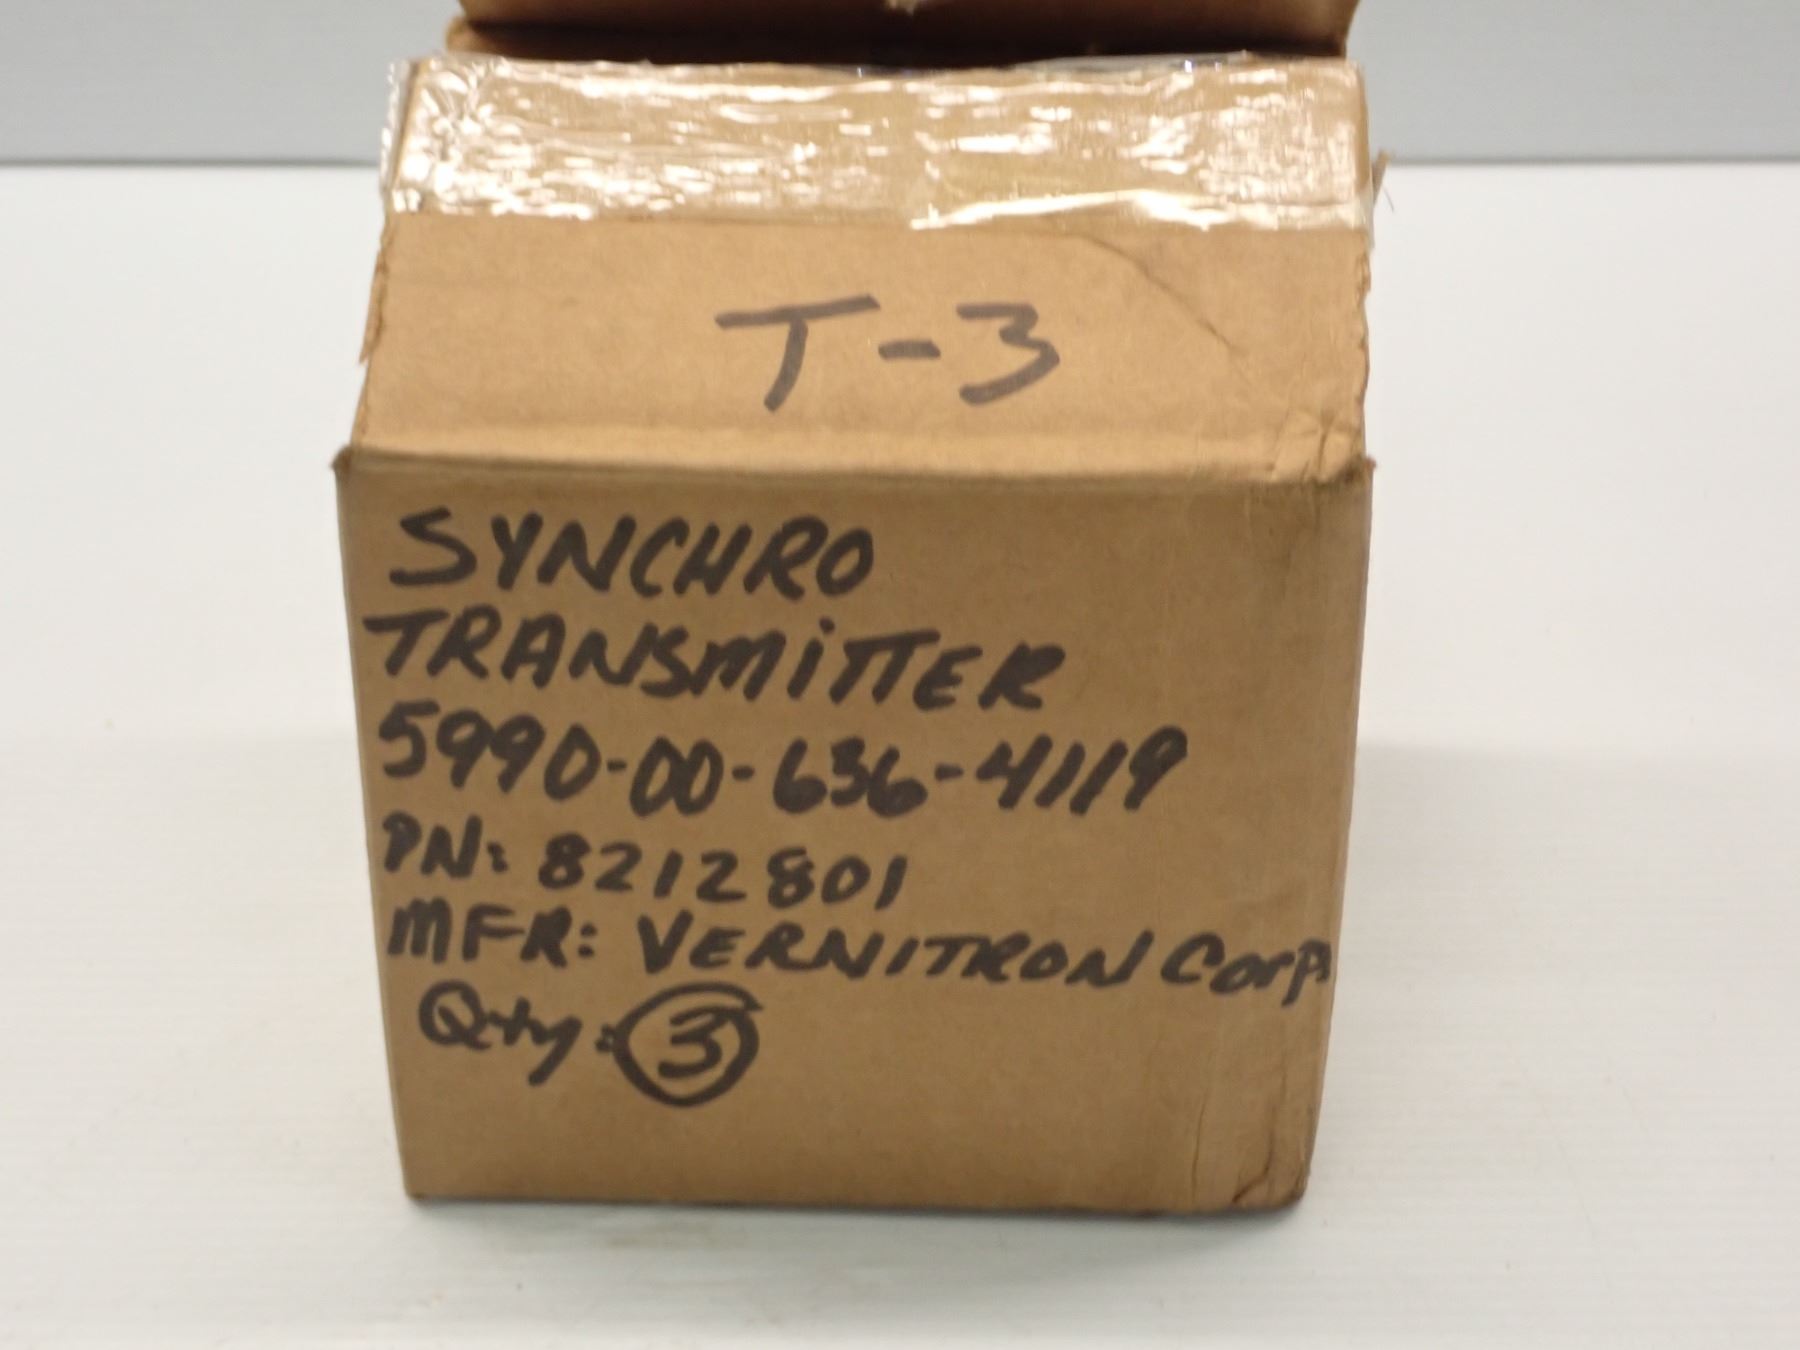 T-3
SYNCHRO
TRANSMiTTER
5990-00-636-4119
PN: 8212801
MFR: VERNITRON Corp.
Qty: 3